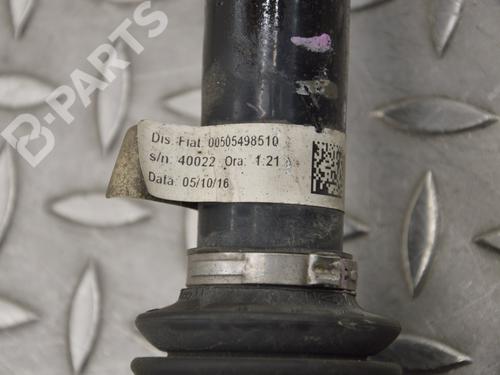 B-PARTS
Dis. Fiat: 00505498510
s/n: 40022 Ora: 1:21
Data: 05/10/16